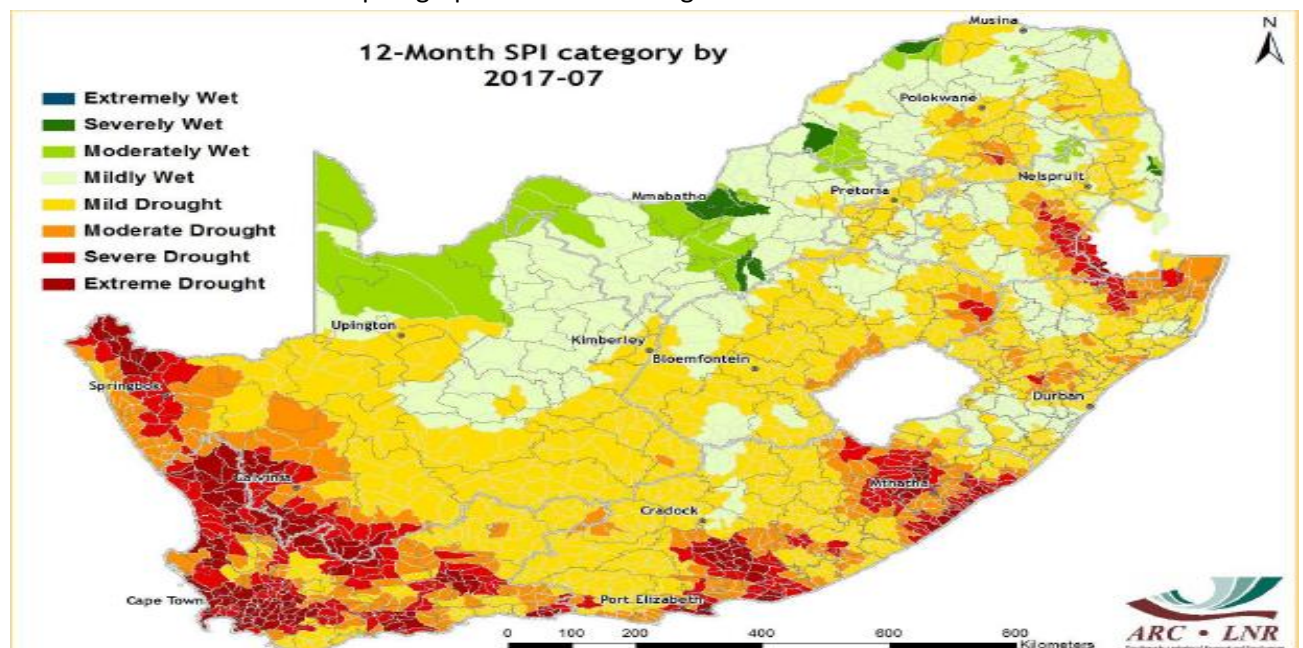 12-Month SPI category by
2017-07
N
Extremely Wet
Severely Wet
Moderately Wet
Mildly Wet
Mild Drought
Moderate Drought
Severe Drought
Extreme Drought
Musina
Polokwane
Nelspruit
Mmabatho
Pretoria
Upington
Kimberley
Bloemfontein
Springbok
Durban
Calvinia
Mthatha
Cradock
Cape Town
Port Elizabeth
0 100 200 400 600 800
Kilometers
ARC • LNR